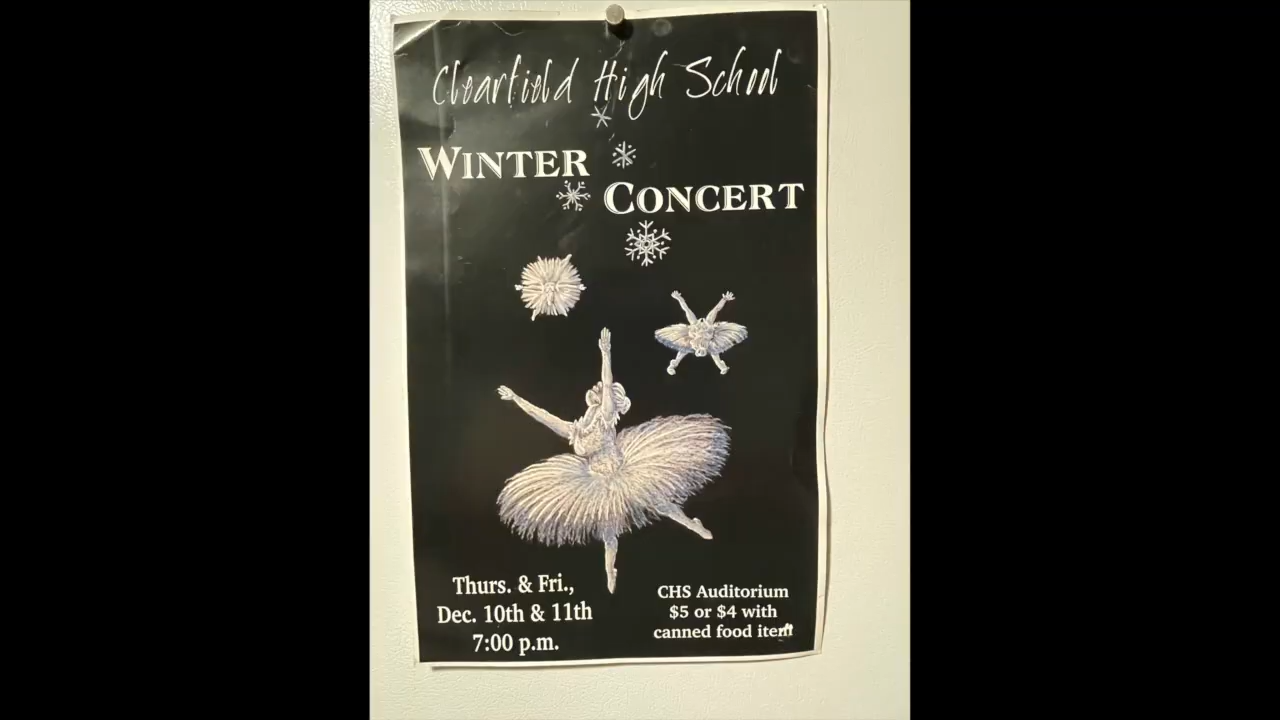 Clearfield High School
WINTER
CONCERT
Thurs. & Fri.,
Dec. 10th & 11th
7:00 p.m.
CHS Auditorium
$5 or $4 with
canned food item